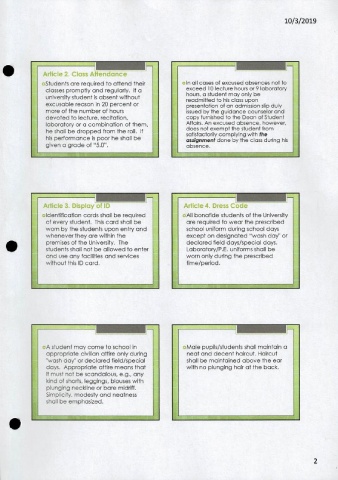 10/3/2019
Article 2. Class Attendance
Students are required to attend their
classes promptly and regularly. If a
university student is absent without
excusable reason in 20 percent or
more of the number of hours
devoted to lecture, recitation,
laboratory or a combination of them,
he shall be dropped from the roll. If
his performance is poor he shall be
given a grade of "5.0".
In all cases of excused absences not to
exceed 10 lecture hours or 9 laboratory
hours, a student may only be
readmitted to his class upon
presentation of an admission slip duly
issued by the guidance counselor and
copy furnished to the Dean of Student
Affairs. An excused absence, however,
does not exempt the student from
satisfactorily complying with the
assignment done by the class during his
absence.
Article 3. Display of ID
Identification cards shall be required
of every student. This card shall be
worn by the students upon entry and
whenever they are within the
premises of the University. The
students shall not be allowed to enter
and use any facilities and services
without this ID card.
Article 4. Dress Code
All bonafide students of the University
are required to wear the prescribed
school uniform during school days
except on designated "wash day" or
declared field days/special days.
Laboratory/P.E. uniforms shall be
worn only during the prescribed
time/period.
A student may come to school in
appropriate civilian attire only during
"wash day" or declared field/special
days. Appropriate attire means that
it must not be scandalous, e.g., any
kind of shorts, leggings, blouses with
plunging neckline or bare midriff.
Simplicity, modesty and neatness
shall be emphasized.
Male pupils/students shall maintain a
neat and decent haircut. Haircut
shall be maintained above the ear
with no plunging hair at the back.
2